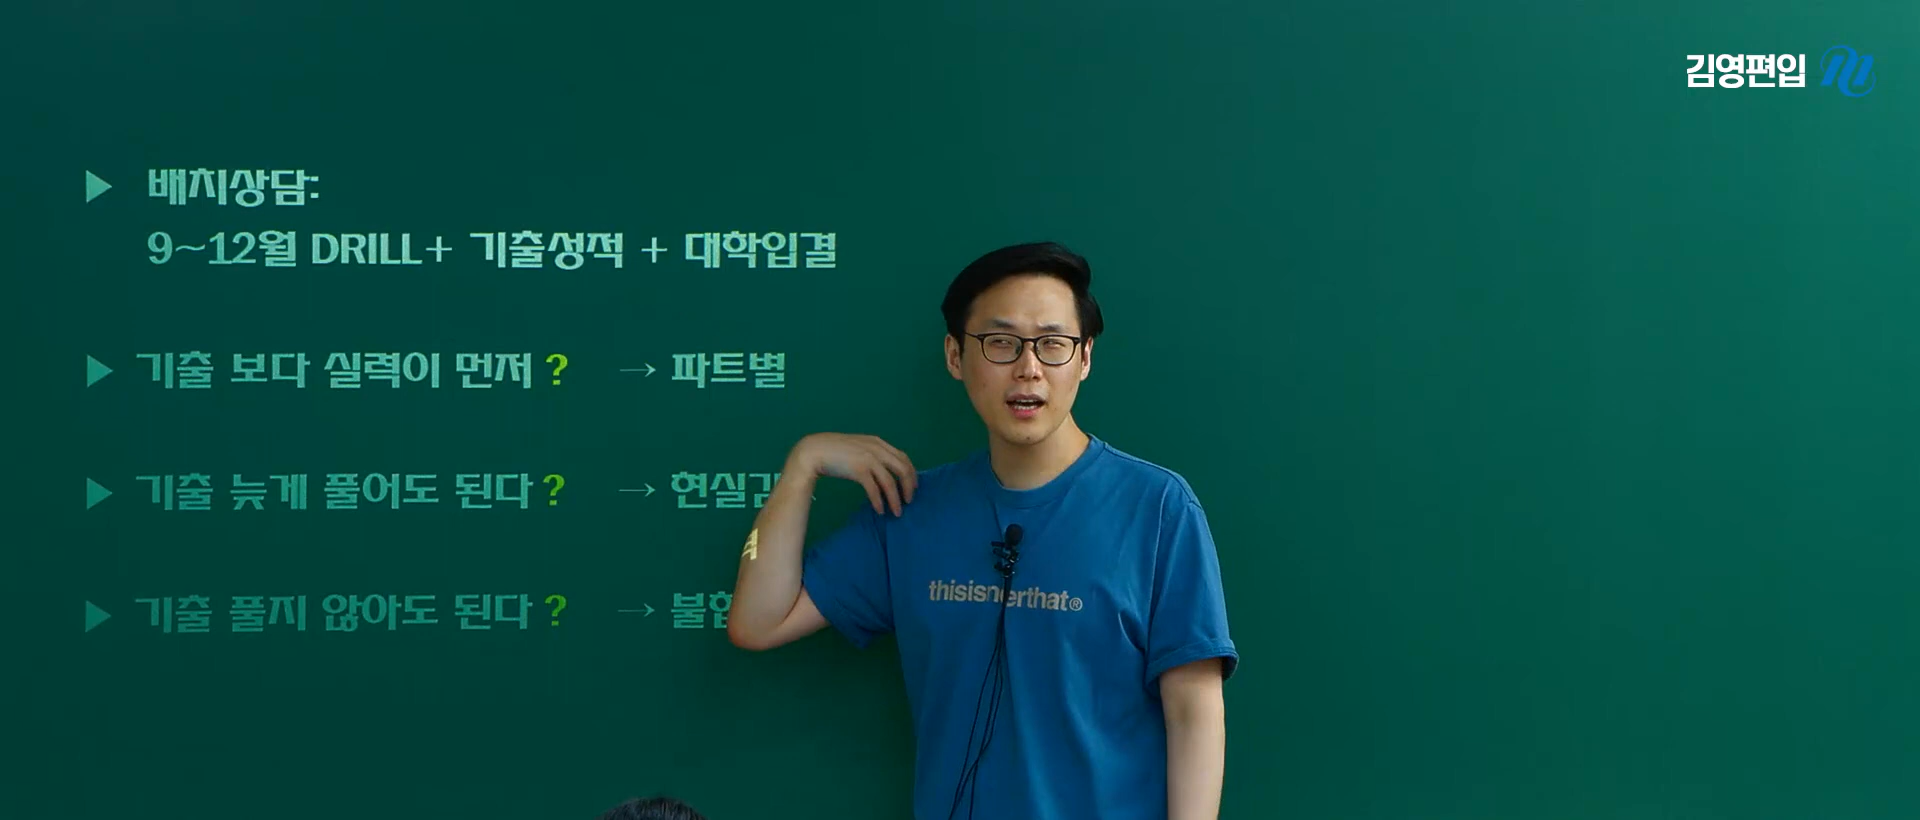 김영편입
배치상담:
9~12월 DRILL+ 기출성적 + 대학입결
기출 보다 실력이 먼저 ? → 파트별
기출 늦게 풀어도 된다 ? →
기출 풀지 않아도 된다 ? →